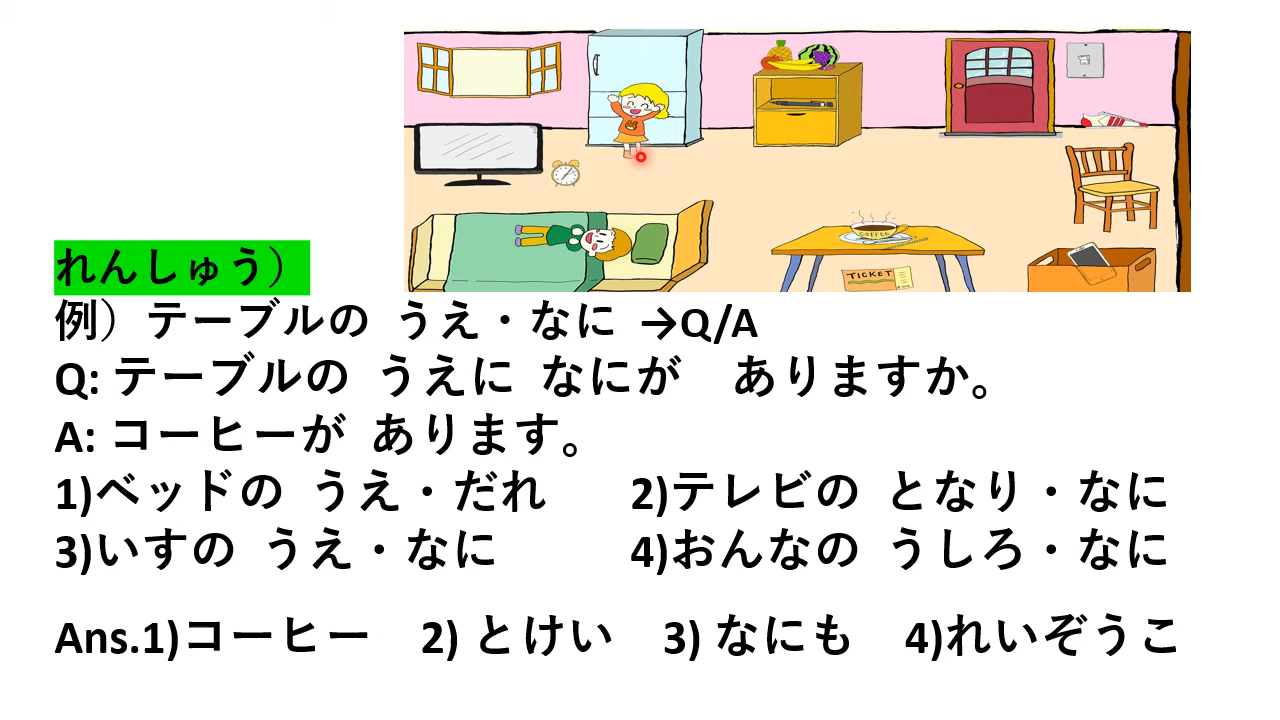 COFFEE
TICKET
れんしゅう）
例）テーブルの うえ・なに →Q/A
Q: テーブルの うえに なにが ありますか。
A: コーヒーが あります。
1)ベッドの うえ・だれ 2)テレビの となり・なに
3)いすの うえ・なに 4)おんなの うしろ・なに
Ans.1)コーヒー 2) とけい 3) なにも 4)れいぞうこ